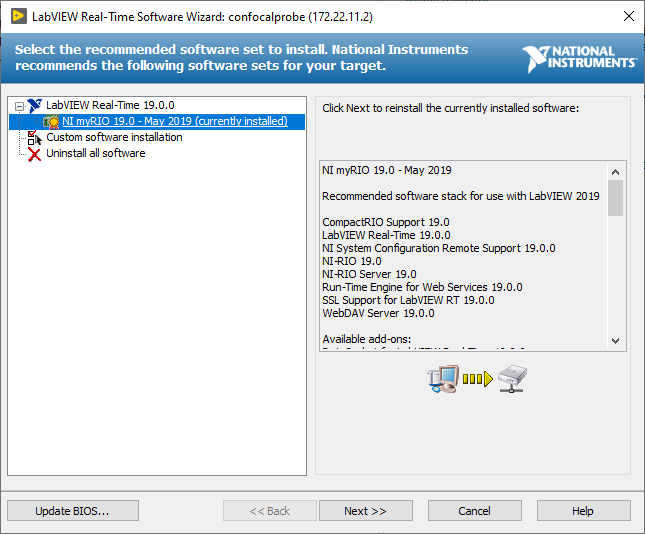 LabVIEW Real-Time Software Wizard: confocalprobe (172.22.11.2)
Select the recommended software set to install. National Instruments
recommends the following software sets for your target.
NATIONAL
INSTRUMENTS™
LabVIEW Real-Time 19.0.0
NI myRIO 19.0 - May 2019 (currently installed)
Custom software installation
Uninstall all software
Click Next to reinstall the currently installed software:
NI myRIO 19.0 - May 2019
Recommended software stack for use with LabVIEW 2019
CompactRIO Support 19.0
LabVIEW Real-Time 19.0.0
NI System Configuration Remote Support 19.0.0
NI-RIO 19.0
NI-RIO Server 19.0
Run-Time Engine for Web Services 19.0.0
SSL Support for LabVIEW RT 19.0.0
WebDAV Server 19.0.0
Available add-ons:
Update BIOS...
<< Back
Next >>
Cancel
Help